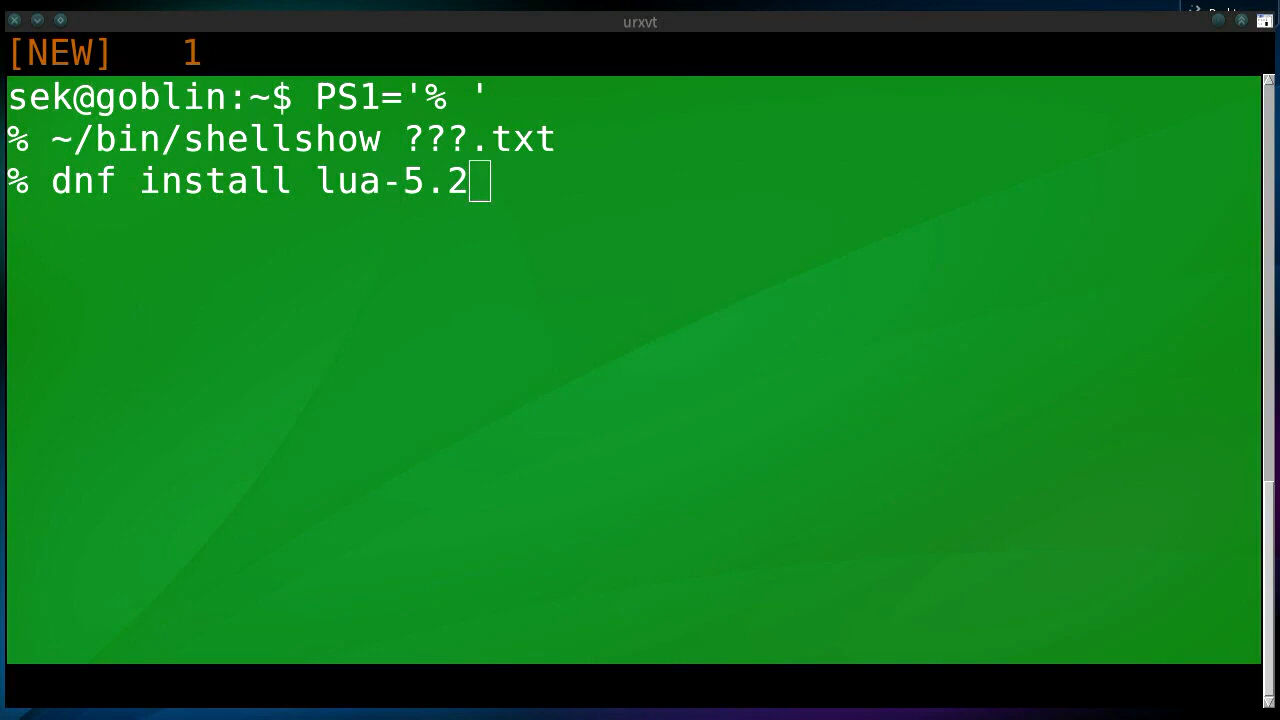 urxvt
[NEW] 1
sek@goblin:~$ PS1='% '
% ~/bin/shellshow ???.txt
% dnf install lua-5.2